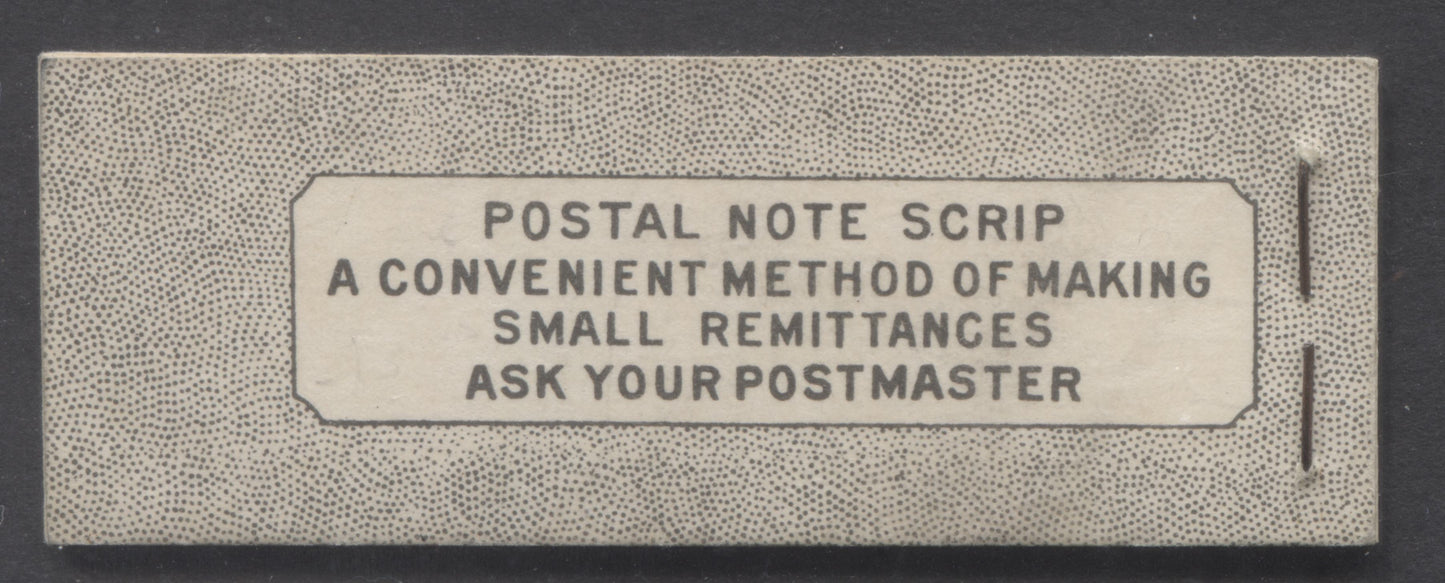 POSTAL NOTE SCRIP
A CONVENIENT METHOD OF MAKING
SMALL REMITTANCES
ASK YOUR POSTMASTER